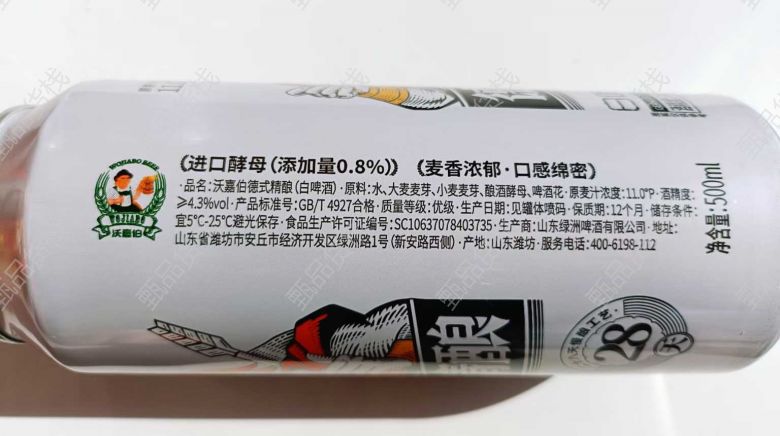 《进口酵母(添加量0.8%)》《麦香浓郁·口感绵密》
·品名:沃嘉伯德式精酿(白啤酒)·原料:水、大麦麦芽、小麦麦芽、酿酒酵母、啤酒花·原麦汁浓度:11.0°P·酒精度:
≥4.3%vol·产品标准号:GB/T 4927合格·质量等级:优级·生产日期:见罐体喷码·保质期:12个月·储存条件:
宜5°C-25°C避光保存·食品生产许可证编号:SC10637078403735·生产商:山东绿洲啤酒有限公司·地址:
山东省潍坊市安丘市经济开发区绿洲路1号(新安路西侧)·产地:山东潍坊·服务电话:400-6198-112
净含量:500ml
WOJIABO BEER
沃嘉伯
酿
28
天
甄品百货栈